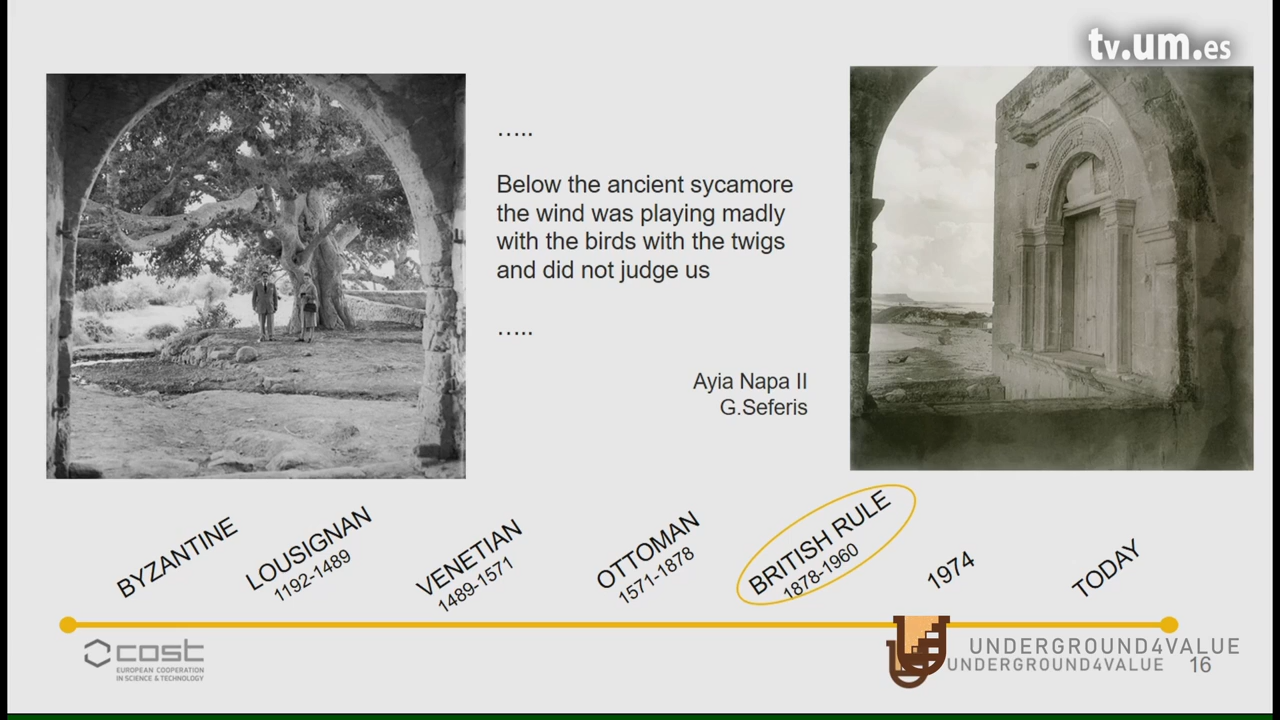 tv.um.es
…..
Below the ancient sycamore
the wind was playing madly
with the birds with the twigs
and did not judge us
…..
Ayia Napa II
G.Seferis
BYZANTINE
LOUSIGNAN
1192-1489
VENETIAN
1489-1571
OTTOMAN
1571-1878
BRITISH RULE
1878-1960
1974
TODAY
cost
EUROPEAN COOPERATION
IN SCIENCE & TECHNOLOGY
UNDERGROUND4VALUE
UNDERGROUND4VALUE
16